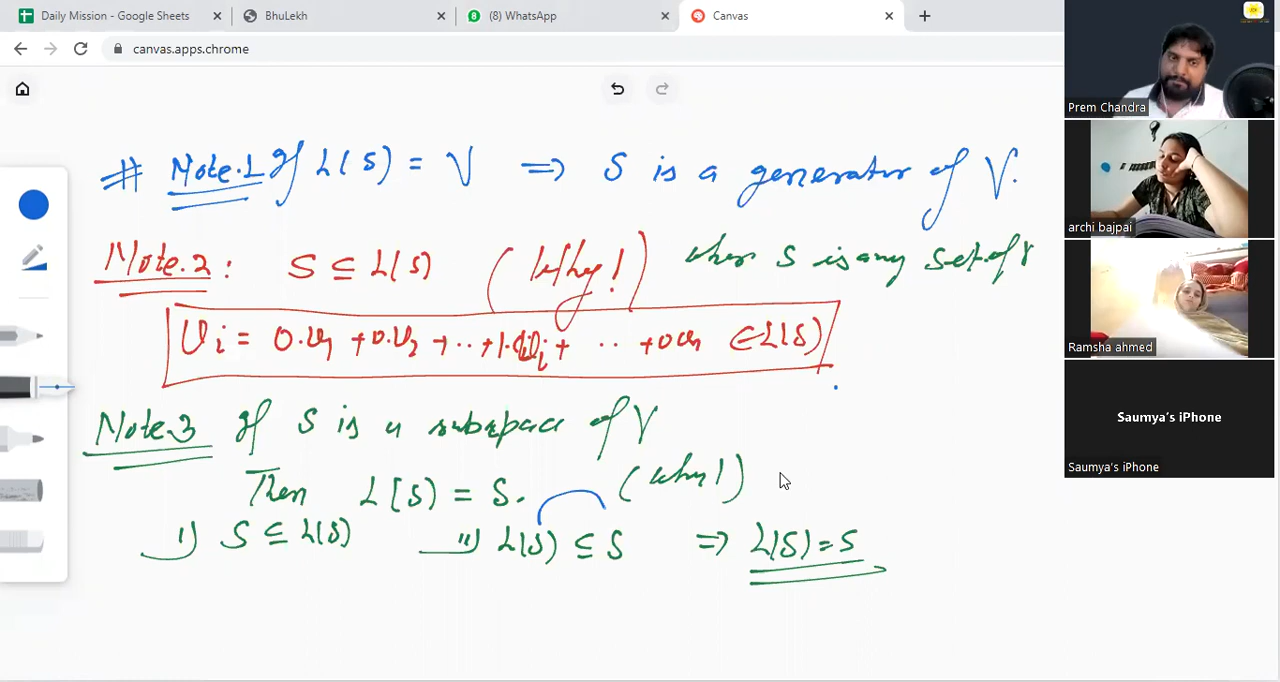 Daily Mission - Google Sheets
BhuLekh
(8) WhatsApp
Canvas
canvas.apps.chrome
# Note.1 If L(S) = V ⇒ S is a generator of V.
Note.2: S ⊆ L(S) (Why!) where S is any set of V
Vi = 0.V1 + 0.V2 + .. + 1.Vi + .. + 0 ∈ L(S)
Note.3 If S is a subspace of V
Then L(S) = S. (why!)
i) S ⊆ L(S) ii) L(S) ⊆ S ⇒ L(S) = S
Prem Chandra
archi bajpai
Ramsha ahmed
Saumya's iPhone
Saumya's iPhone